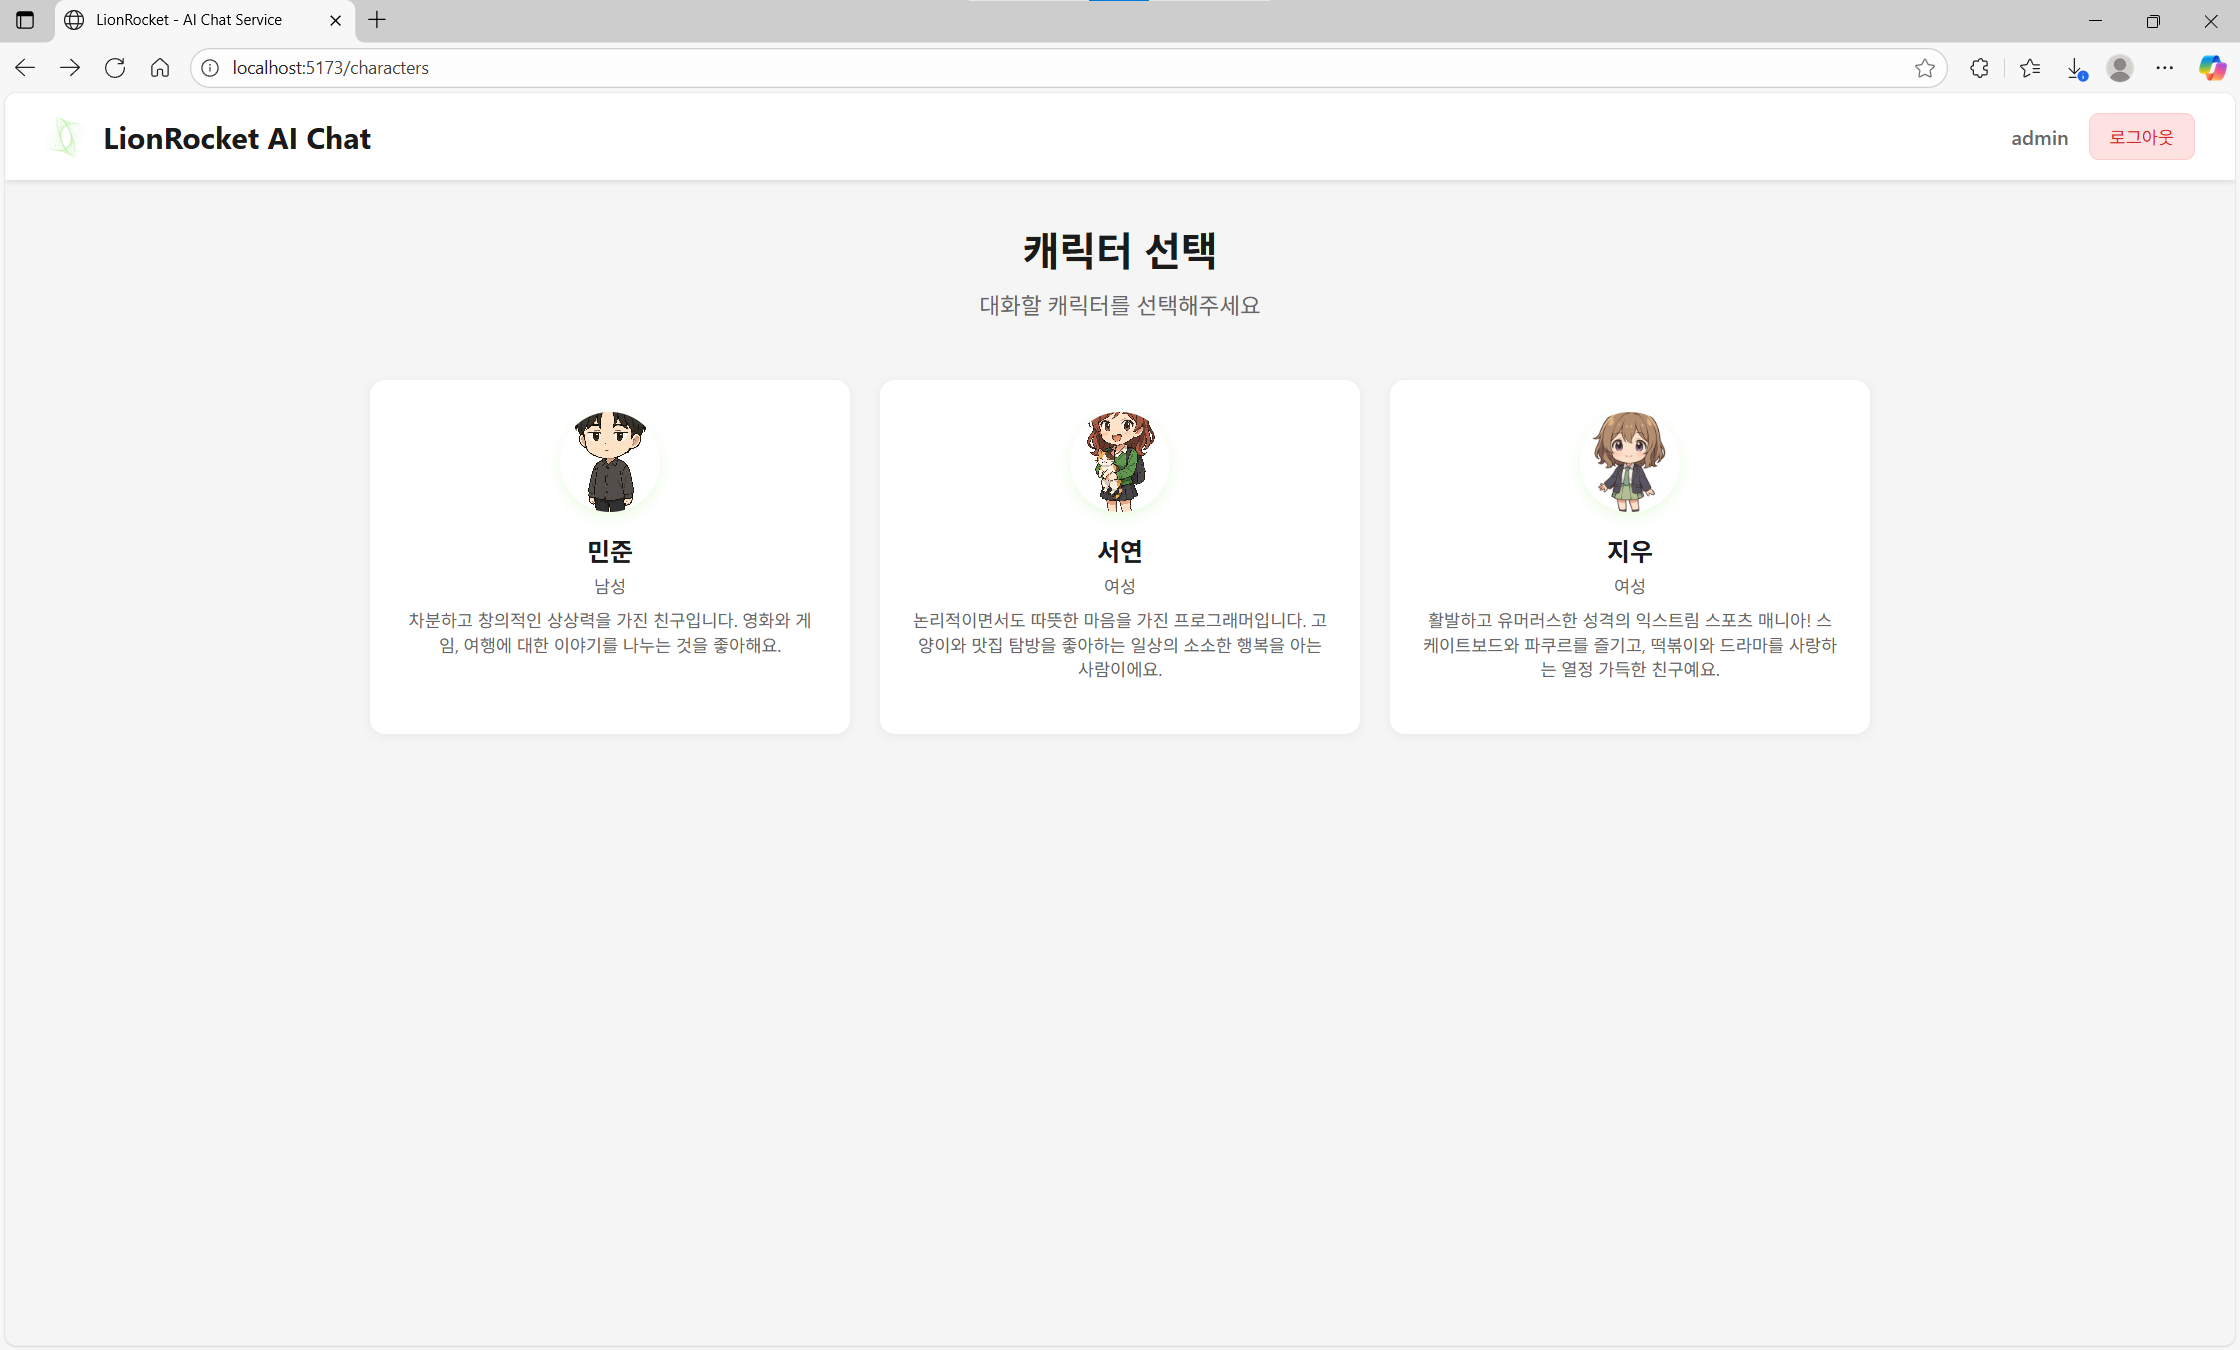 LionRocket - AI Chat Service
localhost:5173/characters
LionRocket AI Chat
admin
로그아웃
캐릭터 선택
대화할 캐릭터를 선택해주세요
민준
남성
차분하고 창의적인 상상력을 가진 친구입니다. 영화와 게
임, 여행에 대한 이야기를 나누는 것을 좋아해요.
서연
여성
논리적이면서도 따뜻한 마음을 가진 프로그래머입니다. 고
양이와 맛집 탐방을 좋아하는 일상의 소소한 행복을 아는
사람이에요.
지우
여성
활발하고 유머러스한 성격의 익스트림 스포츠 매니아! 스
케이트보드와 파쿠르를 즐기고, 떡볶이와 드라마를 사랑하
는 열정 가득한 친구예요.